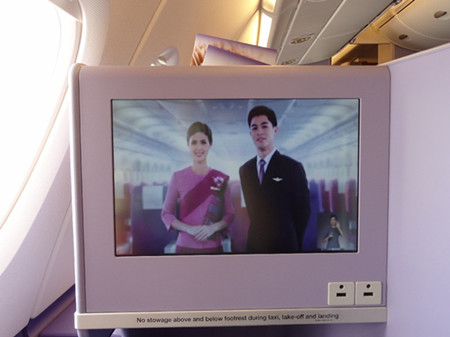 No stowage above and below footrest during taxi, take-off and landing